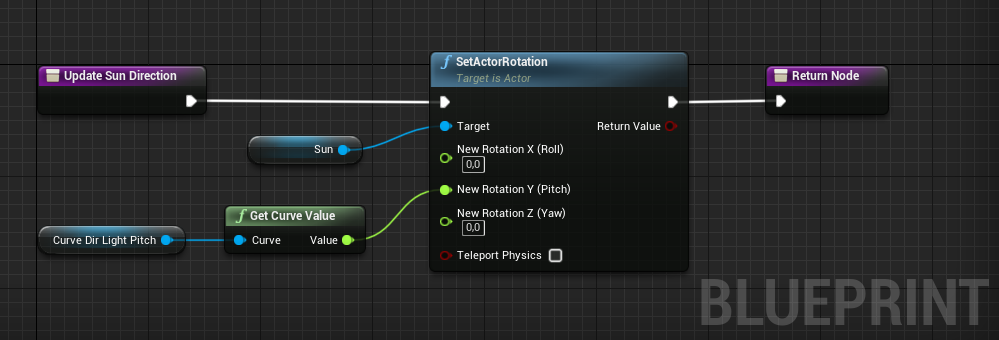 Update Sun Direction
SetActorRotation
Target is Actor
Return Node
Target
Return Value
Sun
New Rotation X (Roll)
0,0
New Rotation Y (Pitch)
Get Curve Value
New Rotation Z (Yaw)
0,0
Curve Dir Light Pitch
Curve
Value
Teleport Physics
BLUEPRINT